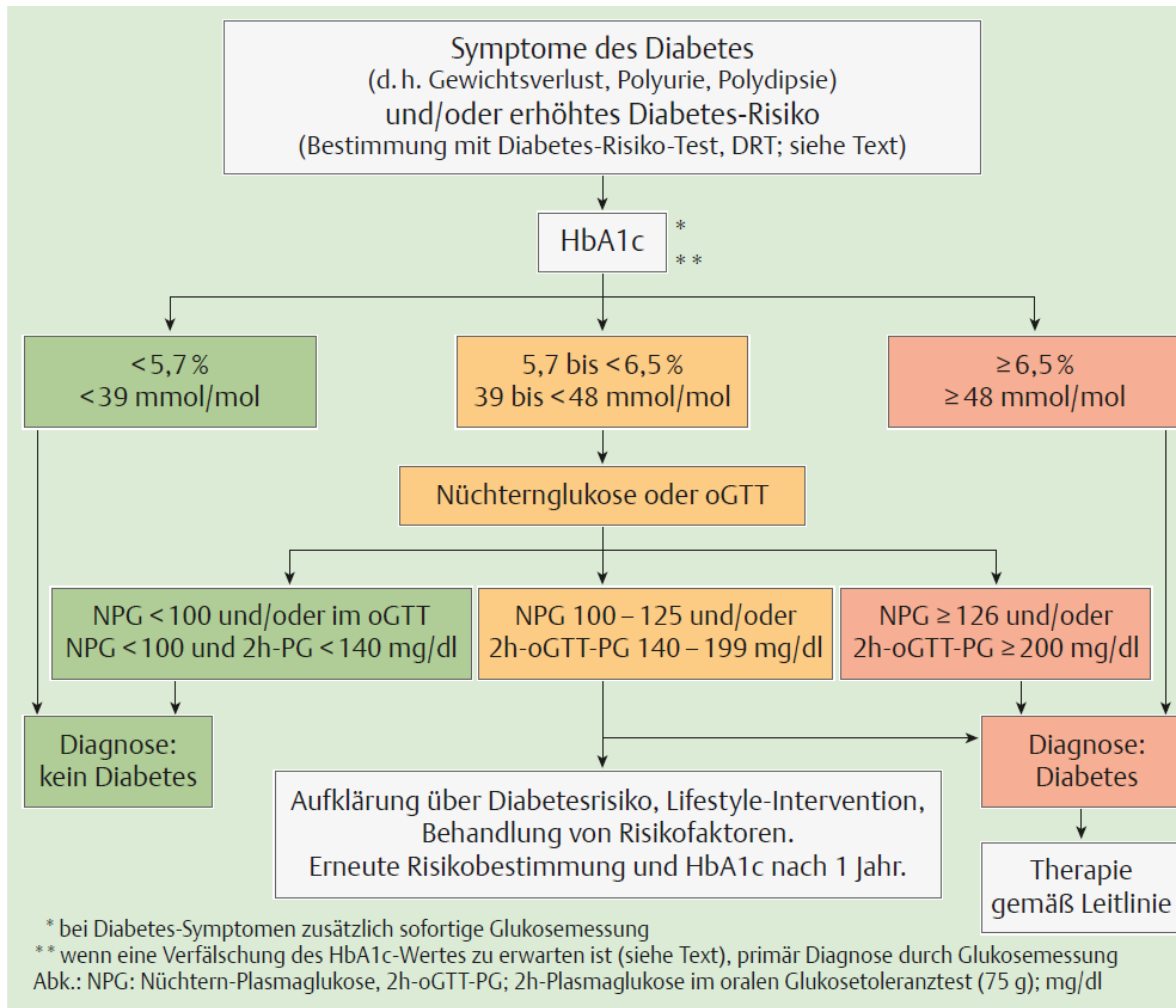 Symptome des Diabetes
(d. h. Gewichtsverlust, Polyurie, Polydipsie)
und/oder erhöhtes Diabetes-Risiko
(Bestimmung mit Diabetes-Risiko-Test, DRT; siehe Text)
HbA1c
*
**
< 5,7 %
< 39 mmol/mol
5,7 bis < 6,5 %
39 bis < 48 mmol/mol
≥ 6,5 %
≥ 48 mmol/mol
Nüchternglukose oder oGTT
NPG < 100 und/oder im oGTT
NPG < 100 und 2h-PG < 140 mg/dl
NPG 100 – 125 und/oder
2h-oGTT-PG 140 – 199 mg/dl
NPG ≥ 126 und/oder
2h-oGTT-PG ≥ 200 mg/dl
Diagnose:
kein Diabetes
Diagnose:
Diabetes
Aufklärung über Diabetesrisiko, Lifestyle-Intervention,
Behandlung von Risikofaktoren.
Erneute Risikobestimmung und HbA1c nach 1 Jahr.
Therapie
gemäß Leitlinie
* bei Diabetes-Symptomen zusätzlich sofortige Glukosemessung
** wenn eine Verfälschung des HbA1c-Wertes zu erwarten ist (siehe Text), primär Diagnose durch Glukosemessung
Abk.: NPG: Nüchtern-Plasmaglukose, 2h-oGTT-PG; 2h-Plasmaglukose im oralen Glukosetoleranztest (75 g); mg/dl